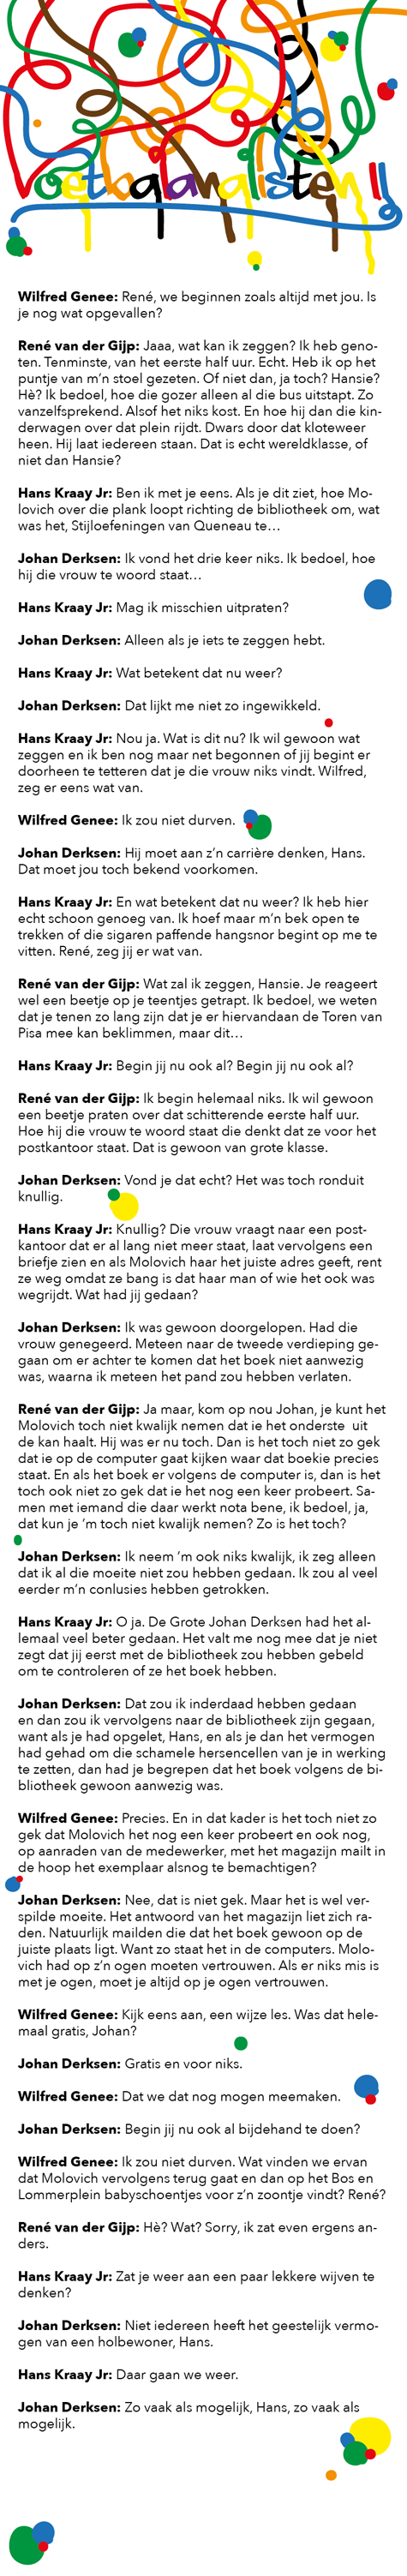 voetbalanalisten II
Wilfred Genee: René, we beginnen zoals altijd met jou. Is
je nog wat opgevallen?
René van der Gijp: Jaaa, wat kan ik zeggen? Ik heb geno-
ten. Tenminste, van het eerste half uur. Echt. Heb ik op het
puntje van m’n stoel gezeten. Of niet dan, ja toch? Hansie?
Hè? Ik bedoel, hoe die gozer alleen al die bus uitstapt. Zo
vanzelfsprekend. Alsof het niks kost. En hoe hij dan die kin-
derwagen over dat plein rijdt. Dwars door dat kloteweer
heen. Hij laat iedereen staan. Dat is echt wereldklasse, of
niet dan Hansie?
Hans Kraay Jr: Ben ik met je eens. Als je dit ziet, hoe Mo-
lovich over die plank loopt richting de bibliotheek om, wat
was het, Stijloefeningen van Queneau te…
Johan Derksen: Ik vond het drie keer niks. Ik bedoel, hoe
hij die vrouw te woord staat…
Hans Kraay Jr: Mag ik misschien uitpraten?
Johan Derksen: Alleen als je iets te zeggen hebt.
Hans Kraay Jr: Wat betekent dat nu weer?
Johan Derksen: Dat lijkt me niet zo ingewikkeld.
Hans Kraay Jr: Nou ja. Wat is dit nu? Ik wil gewoon wat
zeggen en ik ben nog maar net begonnen of jij begint er
doorheen te tetteren dat je die vrouw niks vindt. Wilfred,
zeg er eens wat van.
Wilfred Genee: Ik zou niet durven.
Johan Derksen: Hij moet aan z’n carrière denken, Hans.
Dat moet jou toch bekend voorkomen.
Hans Kraay Jr: En wat betekent dat nu weer? Ik heb hier
echt schoon genoeg van. Ik hoef maar m’n bek open te
trekken of die sigaren paffende hangsnor begint op me te
vitten. René, zeg jij er wat van.
René van der Gijp: Wat zal ik zeggen, Hansie. Je reageert
wel een beetje op je teentjes getrapt. Ik bedoel, we weten
dat je tenen zo lang zijn dat je er hiervandaan de Toren van
Pisa mee kan beklimmen, maar dit…
Hans Kraay Jr: Begin jij nu ook al? Begin jij nu ook al?
René van der Gijp: Ik begin helemaal niks. Ik wil gewoon
een beetje praten over dat schitterende eerste half uur.
Hoe hij die vrouw te woord staat die denkt dat ze voor het
postkantoor staat. Dat is gewoon van grote klasse.
Johan Derksen: Vond je dat echt? Het was toch ronduit
knullig.
Hans Kraay Jr: Knullig? Die vrouw vraagt naar een post-
kantoor dat er al lang niet meer staat, laat vervolgens een
briefje zien en als Molovich haar het juiste adres geeft, rent
ze weg omdat ze bang is dat haar man of wie het ook was
wegrijdt. Wat had jij gedaan?
Johan Derksen: Ik was gewoon doorgelopen. Had die
vrouw genegeerd. Meteen naar de tweede verdieping ge-
gaan om er achter te komen dat het boek niet aanwezig
was, waarna ik meteen het pand zou hebben verlaten.
René van der Gijp: Ja maar, kom op nou Johan, je kunt het
Molovich toch niet kwalijk nemen dat ie het onderste uit
de kan haalt. Hij was er nu toch. Dan is het toch niet zo gek
dat ie op de computer gaat kijken waar dat boekie precies
staat. En als het boek er volgens de computer is, dan is het
toch ook niet zo gek dat ie het nog een keer probeert. Sa-
men met iemand die daar werkt nota bene, ik bedoel, ja,
dat kun je ’m toch niet kwalijk nemen? Zo is het toch?
Johan Derksen: Ik neem ’m ook niks kwalijk, ik zeg alleen
dat ik al die moeite niet zou hebben gedaan. Ik zou al veel
eerder m’n conlusies hebben getrokken.
Hans Kraay Jr: O ja. De Grote Johan Derksen had het al-
lemaal veel beter gedaan. Het valt me nog mee dat je niet
zegt dat jij eerst met de bibliotheek zou hebben gebeld
om te controleren of ze het boek hebben.
Johan Derksen: Dat zou ik inderdaad hebben gedaan
en dan zou ik vervolgens naar de bibliotheek zijn gegaan,
want als je had opgelet, Hans, en als je dan het vermogen
had gehad om die schamele hersencellen van je in werking
te zetten, dan had je begrepen dat het boek volgens de bi-
bliotheek gewoon aanwezig was.
Wilfred Genee: Precies. En in dat kader is het toch niet zo
gek dat Molovich het nog een keer probeert en ook nog,
op aanraden van de medewerker, met het magazijn mailt in
de hoop het exemplaar alsnog te bemachtigen?
Johan Derksen: Nee, dat is niet gek. Maar het is wel ver-
spilde moeite. Het antwoord van het magazijn liet zich ra-
den. Natuurlijk mailden die dat het boek gewoon op de
juiste plaats ligt. Want zo staat het in de computers. Molo-
vich had op z’n ogen moeten vertrouwen. Als er niks mis is
met je ogen, moet je altijd op je ogen vertrouwen.
Wilfred Genee: Kijk eens aan, een wijze les. Was dat hele-
maal gratis, Johan?
Johan Derksen: Gratis en voor niks.
Wilfred Genee: Dat we dat nog mogen meemaken.
Johan Derksen: Begin jij nu ook al bijdehand te doen?
Wilfred Genee: Ik zou niet durven. Wat vinden we ervan
dat Molovich vervolgens terug gaat en dan op het Bos en
Lommerplein babyschoentjes voor z’n zoontje vindt? René?
René van der Gijp: Hè? Wat? Sorry, ik zat even ergens an-
ders.
Hans Kraay Jr: Zat je weer aan een paar lekkere wijven te
denken?
Johan Derksen: Niet iedereen heeft het geestelijk vermo-
gen van een holbewoner, Hans.
Hans Kraay Jr: Daar gaan we weer.
Johan Derksen: Zo vaak als mogelijk, Hans, zo vaak als
mogelijk.